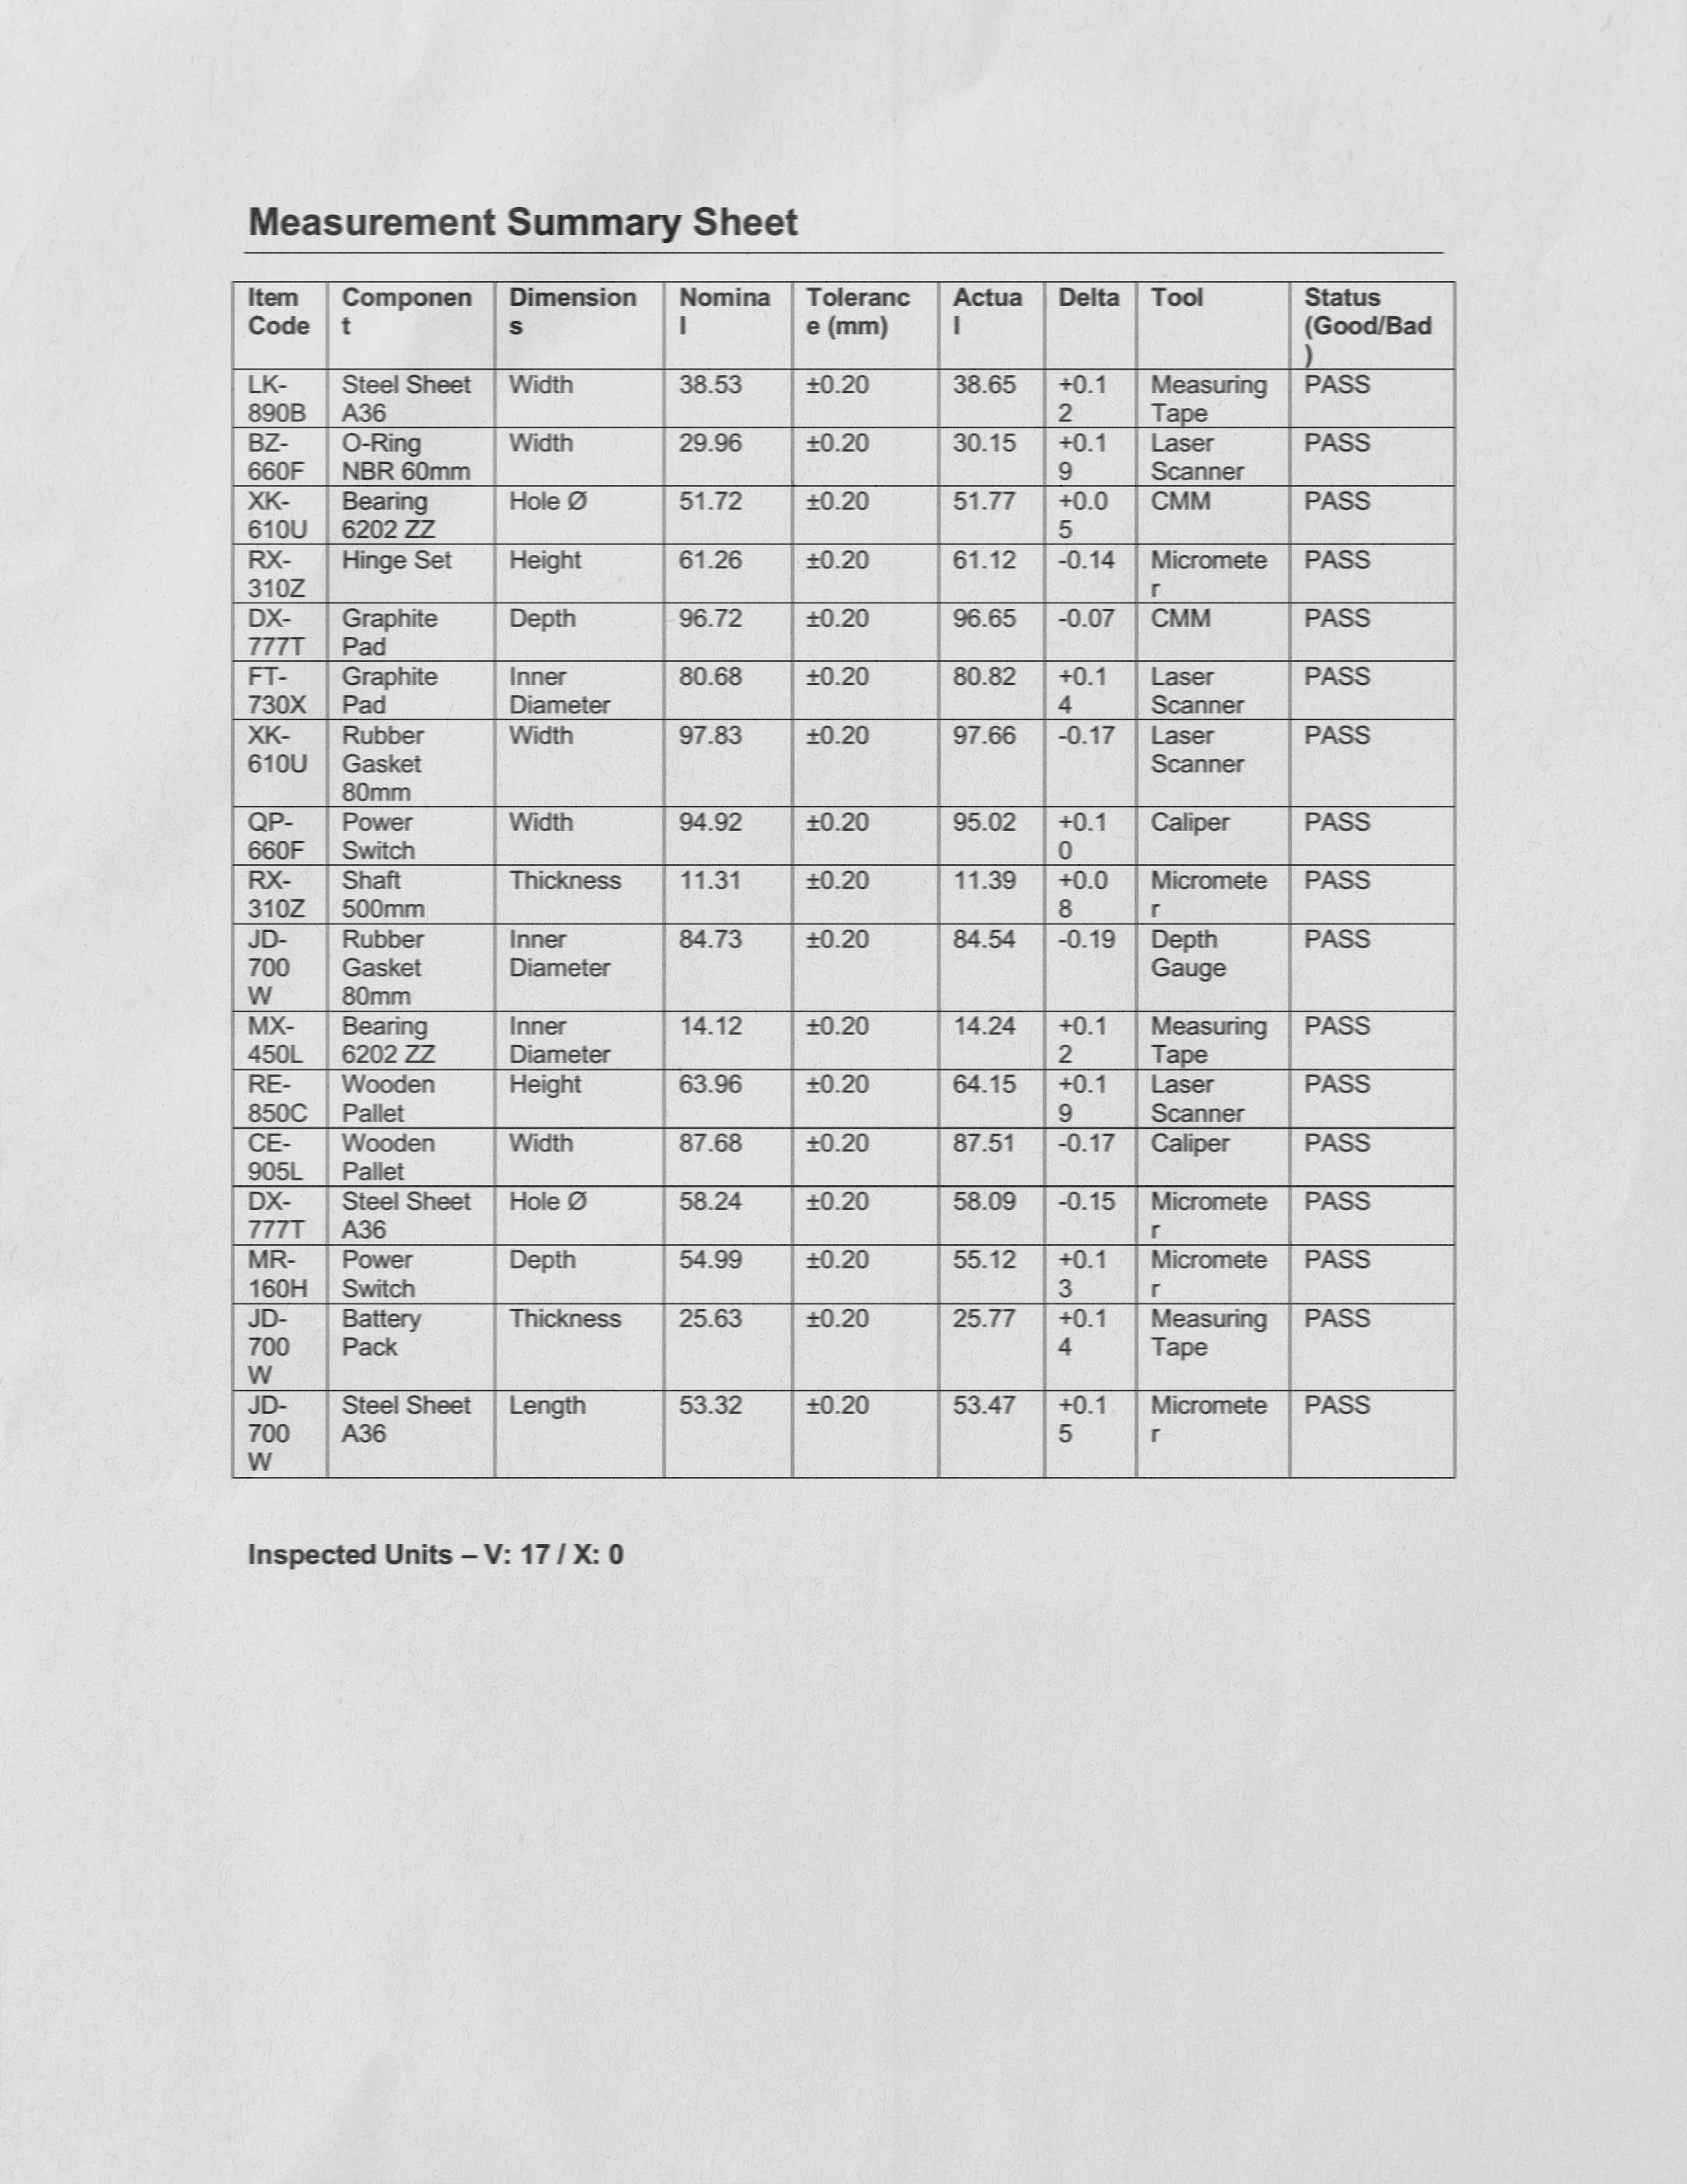 Measurement Summary Sheet
Item Code | Component | Dimensions | Nominal | Tolerance (mm) | Actual | Delta | Tool | Status (Good/Bad)
LK-890B | Steel Sheet A36 | Width | 38.53 | ±0.20 | 38.65 | +0.12 | Measuring Tape | PASS
BZ-660F | O-Ring NBR 60mm | Width | 29.96 | ±0.20 | 30.15 | +0.19 | Laser Scanner | PASS
XK-610U | Bearing 6202 ZZ | Hole Ø | 51.72 | ±0.20 | 51.77 | +0.05 | CMM | PASS
RX-310Z | Hinge Set | Height | 61.26 | ±0.20 | 61.12 | -0.14 | Micrometer | PASS
DX-777T | Graphite Pad | Depth | 96.72 | ±0.20 | 96.65 | -0.07 | CMM | PASS
FT-730X | Graphite Pad | Inner Diameter | 80.68 | ±0.20 | 80.82 | +0.14 | Laser Scanner | PASS
XK-610U | Rubber Gasket 80mm | Width | 97.83 | ±0.20 | 97.66 | -0.17 | Laser Scanner | PASS
QP-660F | Power Switch | Width | 94.92 | ±0.20 | 95.02 | +0.10 | Caliper | PASS
RX-310Z | Shaft 500mm | Thickness | 11.31 | ±0.20 | 11.39 | +0.08 | Micrometer | PASS
JD-700W | Rubber Gasket 80mm | Inner Diameter | 84.73 | ±0.20 | 84.54 | -0.19 | Depth Gauge | PASS
MX-450L | Bearing 6202 ZZ | Inner Diameter | 14.12 | ±0.20 | 14.24 | +0.12 | Measuring Tape | PASS
RE-850C | Wooden Pallet | Height | 63.96 | ±0.20 | 64.15 | +0.19 | Laser Scanner | PASS
CE-905L | Wooden Pallet | Width | 87.68 | ±0.20 | 87.51 | -0.17 | Caliper | PASS
DX-777T | Steel Sheet A36 | Hole Ø | 58.24 | ±0.20 | 58.09 | -0.15 | Micrometer | PASS
MR-160H | Power Switch | Depth | 54.99 | ±0.20 | 55.12 | +0.13 | Micrometer | PASS
JD-700W | Battery Pack | Thickness | 25.63 | ±0.20 | 25.77 | +0.14 | Measuring Tape | PASS
JD-700W | Steel Sheet A36 | Length | 53.32 | ±0.20 | 53.47 | +0.15 | Micrometer | PASS
Inspected Units – V: 17 / X: 0